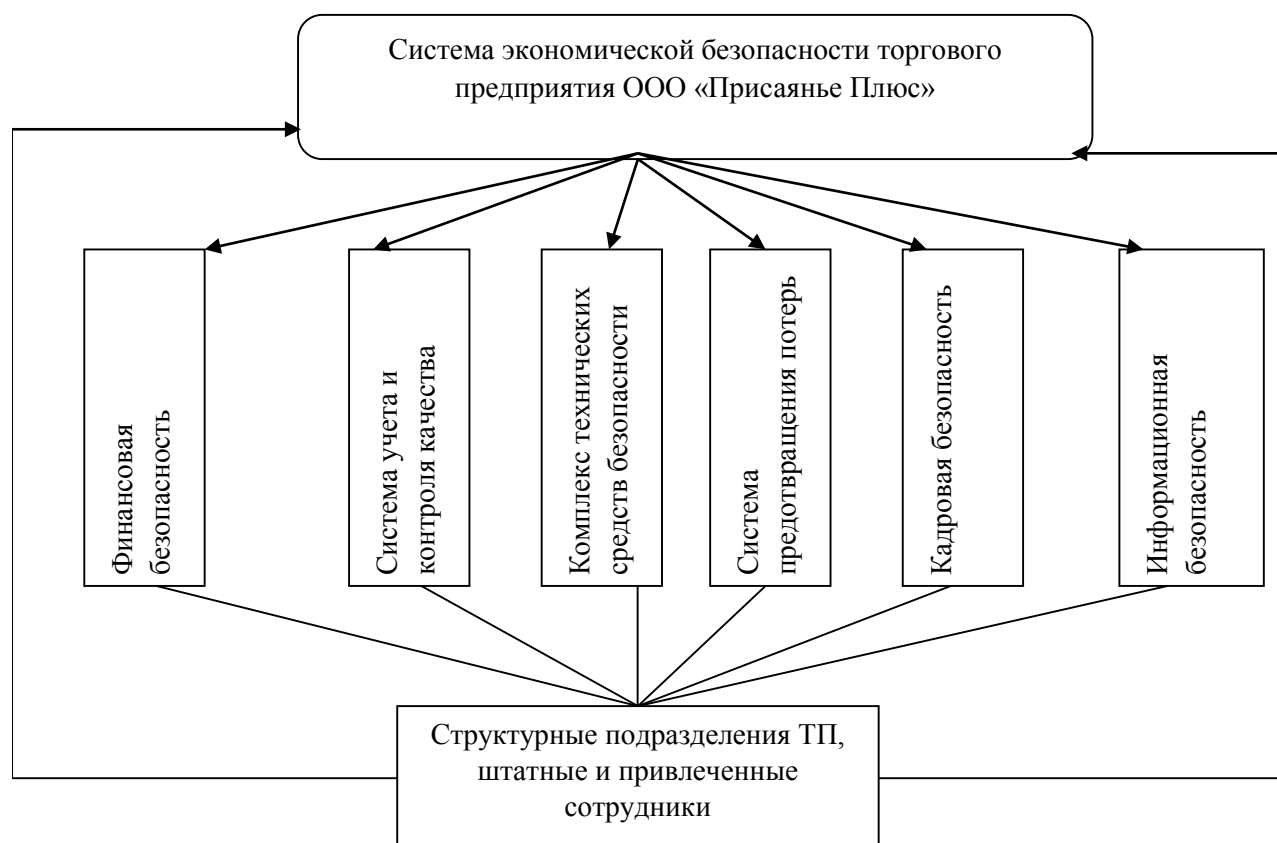 Система экономической безопасности торгового
предприятия ООО «Присаянье Плюс»
Финансовая
безопасность
Система учета и
контроля качества
Комплекс технических
средств безопасности
Система
предотвращения потерь
Кадровая безопасность
Информационная
безопасность
Структурные подразделения ТП,
штатные и привлеченные
сотрудники